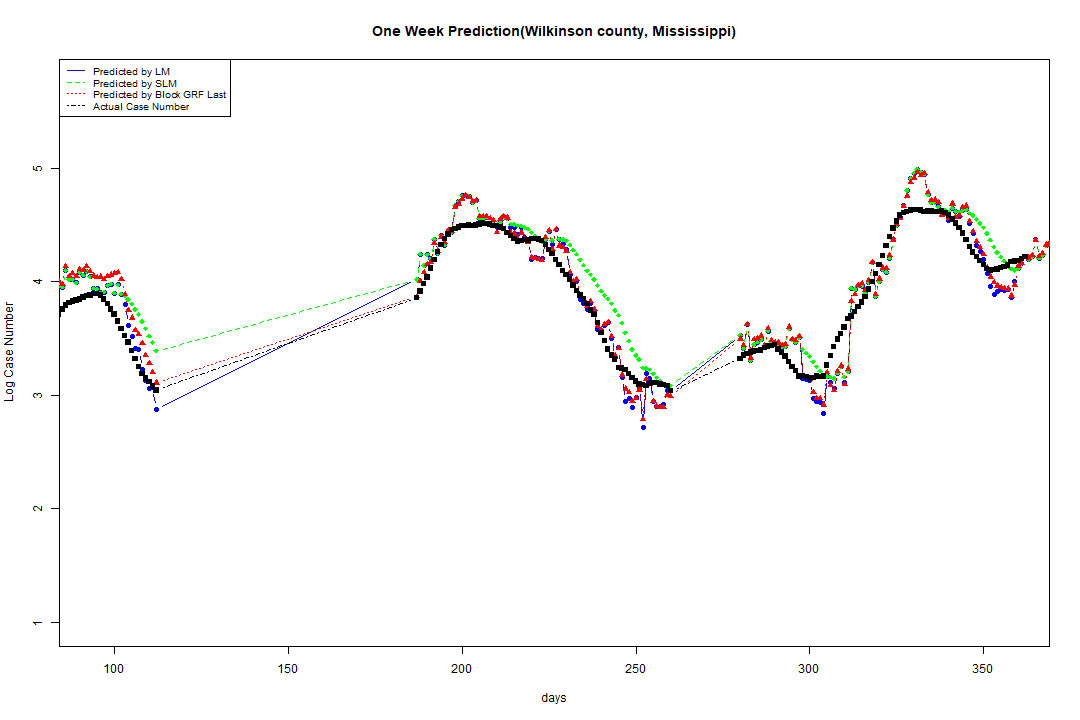 One Week Prediction(Wilkinson county, Mississippi)
Predicted by LM
Predicted by SLM
Predicted by Block GRF Last
Actual Case Number
Log Case Number
5
4
3
2
1
100 150 200 250 300 350
days